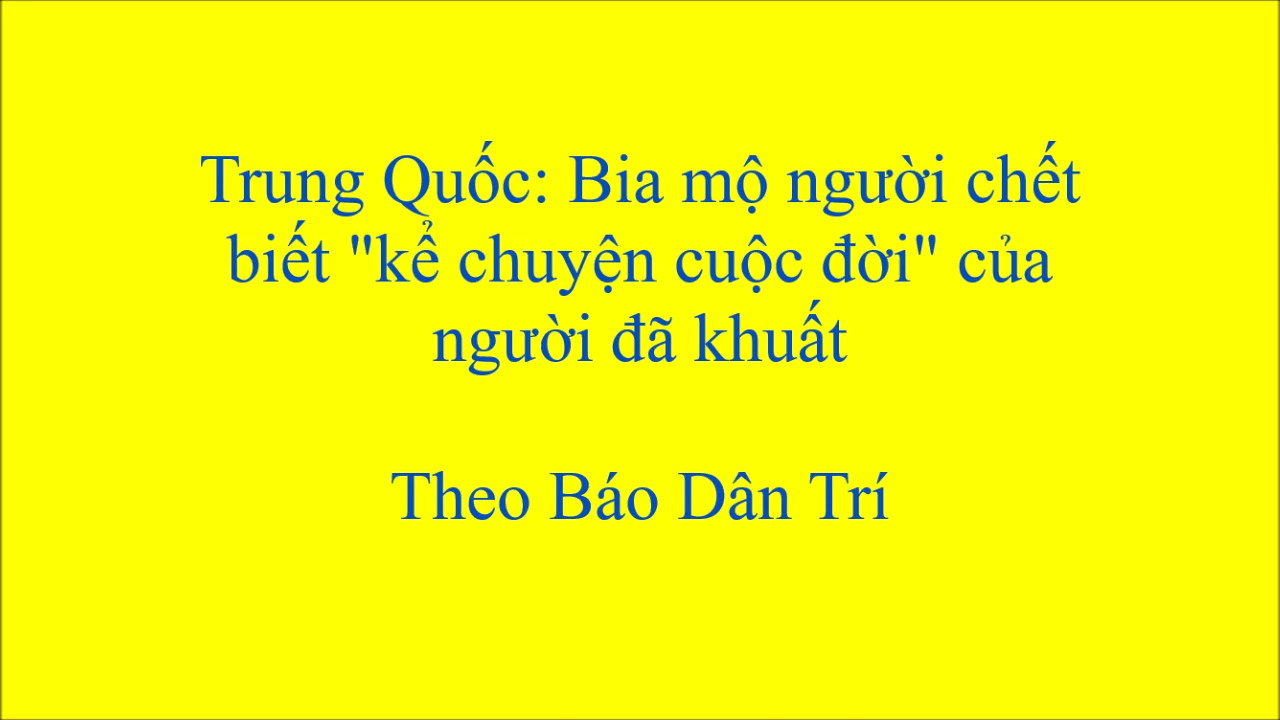 Trung Quốc: Bia mộ người chết
biết "kể chuyện cuộc đời" của
người đã khuất
Theo Báo Dân Trí